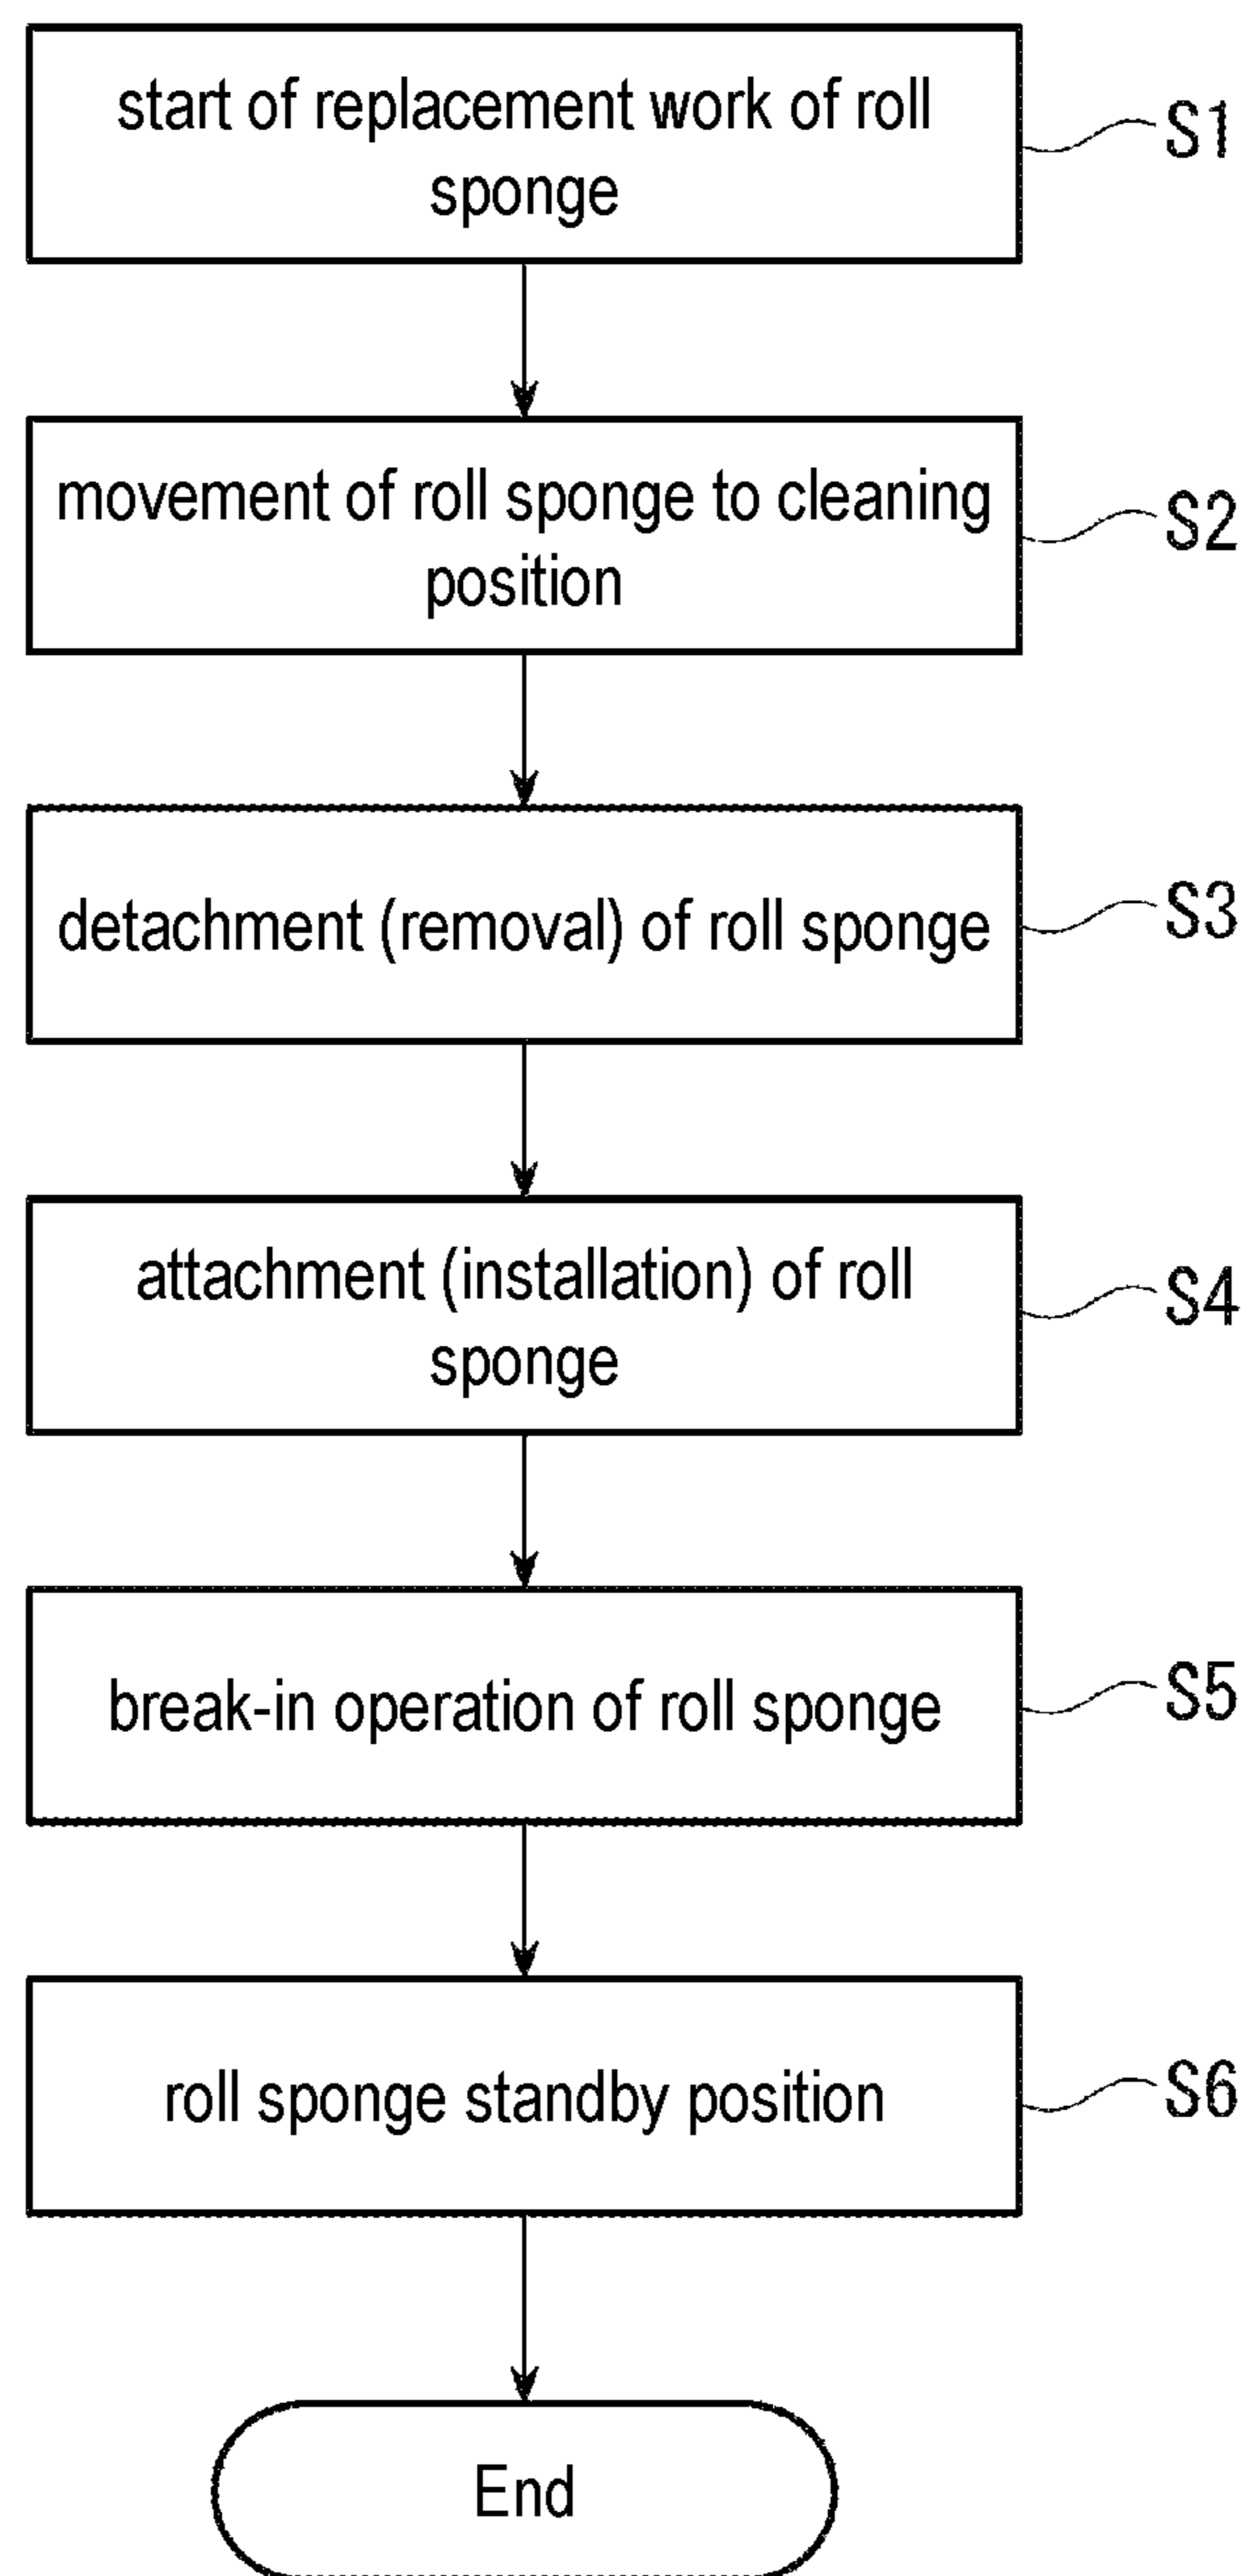 start of replacement work of roll
sponge
S1
movement of roll sponge to cleaning
position
S2
detachment (removal) of roll sponge
S3
attachment (installation) of roll
sponge
S4
break-in operation of roll sponge
S5
roll sponge standby position
S6
End